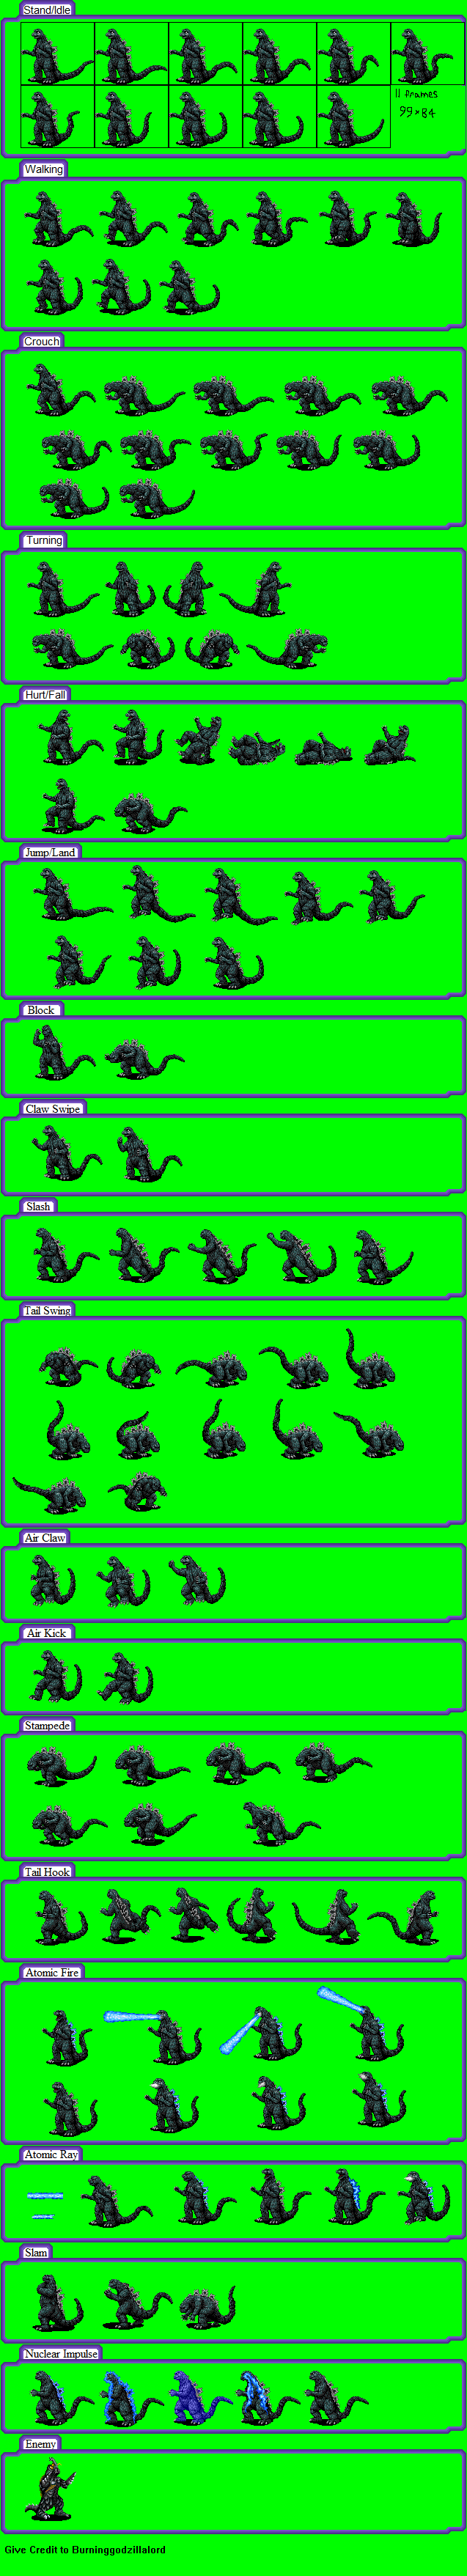 Stand/Idle
11 frames
99×84
Walking
Crouch
Turning
Hurt/Fall
Jump/Land
Block
Claw Swipe
Slash
Tail Swing
Air Claw
Air Kick
Stampede
Tail Hook
Atomic Fire
Atomic Ray
Slam
Nuclear Impulse
Enemy
Give Credit to Burninggodzillalord